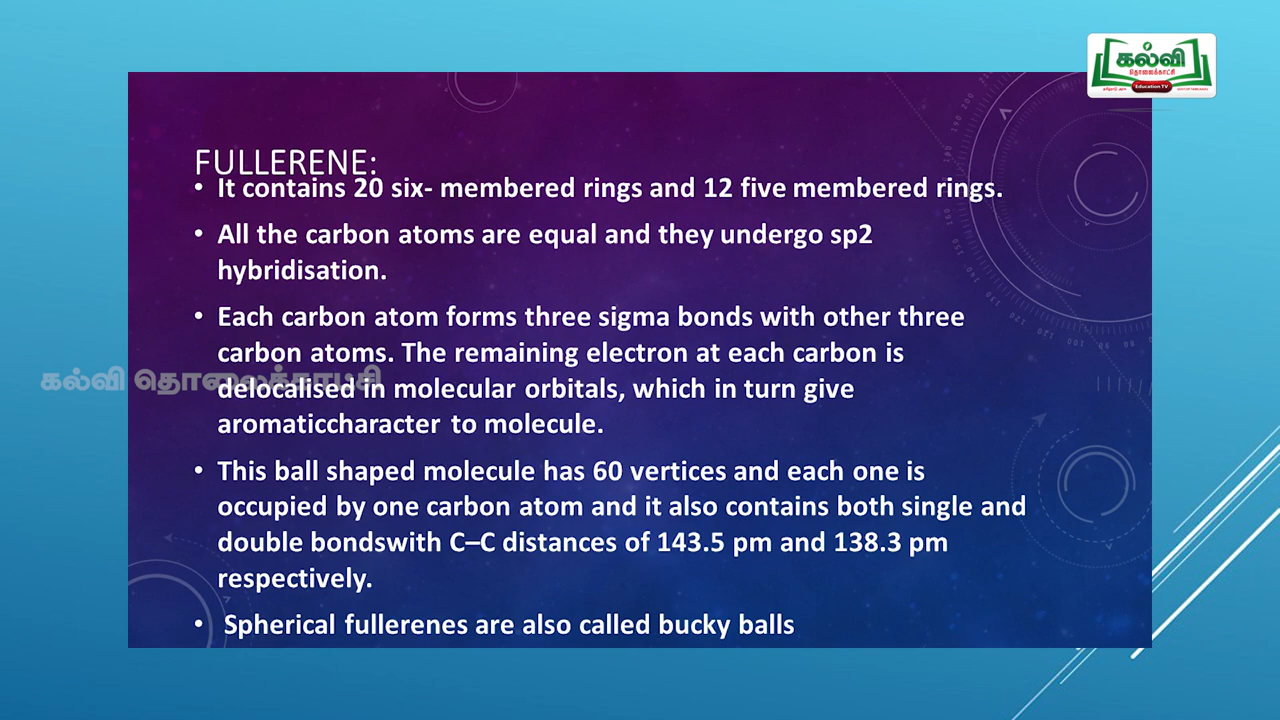 கல்வி
தொலைக்காட்சி
Education TV
FULLERENE:
• It contains 20 six- membered rings and 12 five membered rings.
• All the carbon atoms are equal and they undergo sp2
hybridisation.
• Each carbon atom forms three sigma bonds with other three
carbon atoms. The remaining electron at each carbon is
delocalised in molecular orbitals, which in turn give
aromaticcharacter to molecule.
கல்வி தொலைக்காட்சி
• This ball shaped molecule has 60 vertices and each one is
occupied by one carbon atom and it also contains both single and
double bondswith C–C distances of 143.5 pm and 138.3 pm
respectively.
• Spherical fullerenes are also called bucky balls